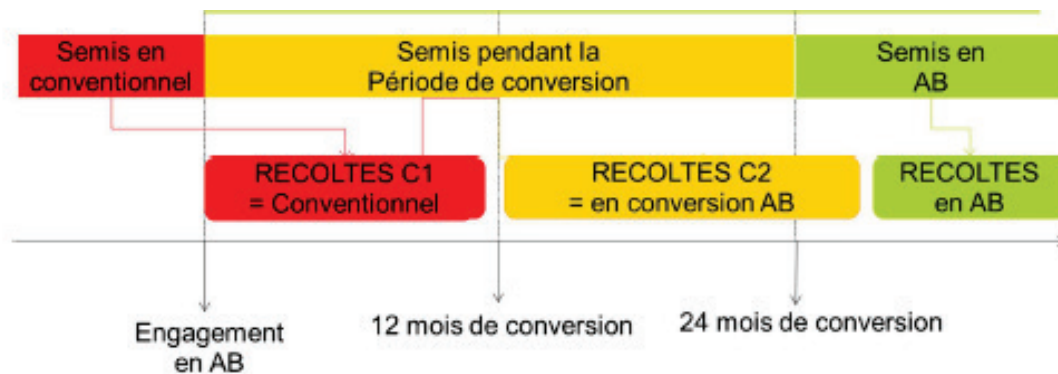 Semis en
conventionnel
Semis pendant la
Période de conversion
Semis en
AB
RECOLTES C1
= Conventionnel
RECOLTES C2
= en conversion AB
RECOLTES
en AB
Engagement
en AB
12 mois de conversion
24 mois de conversion